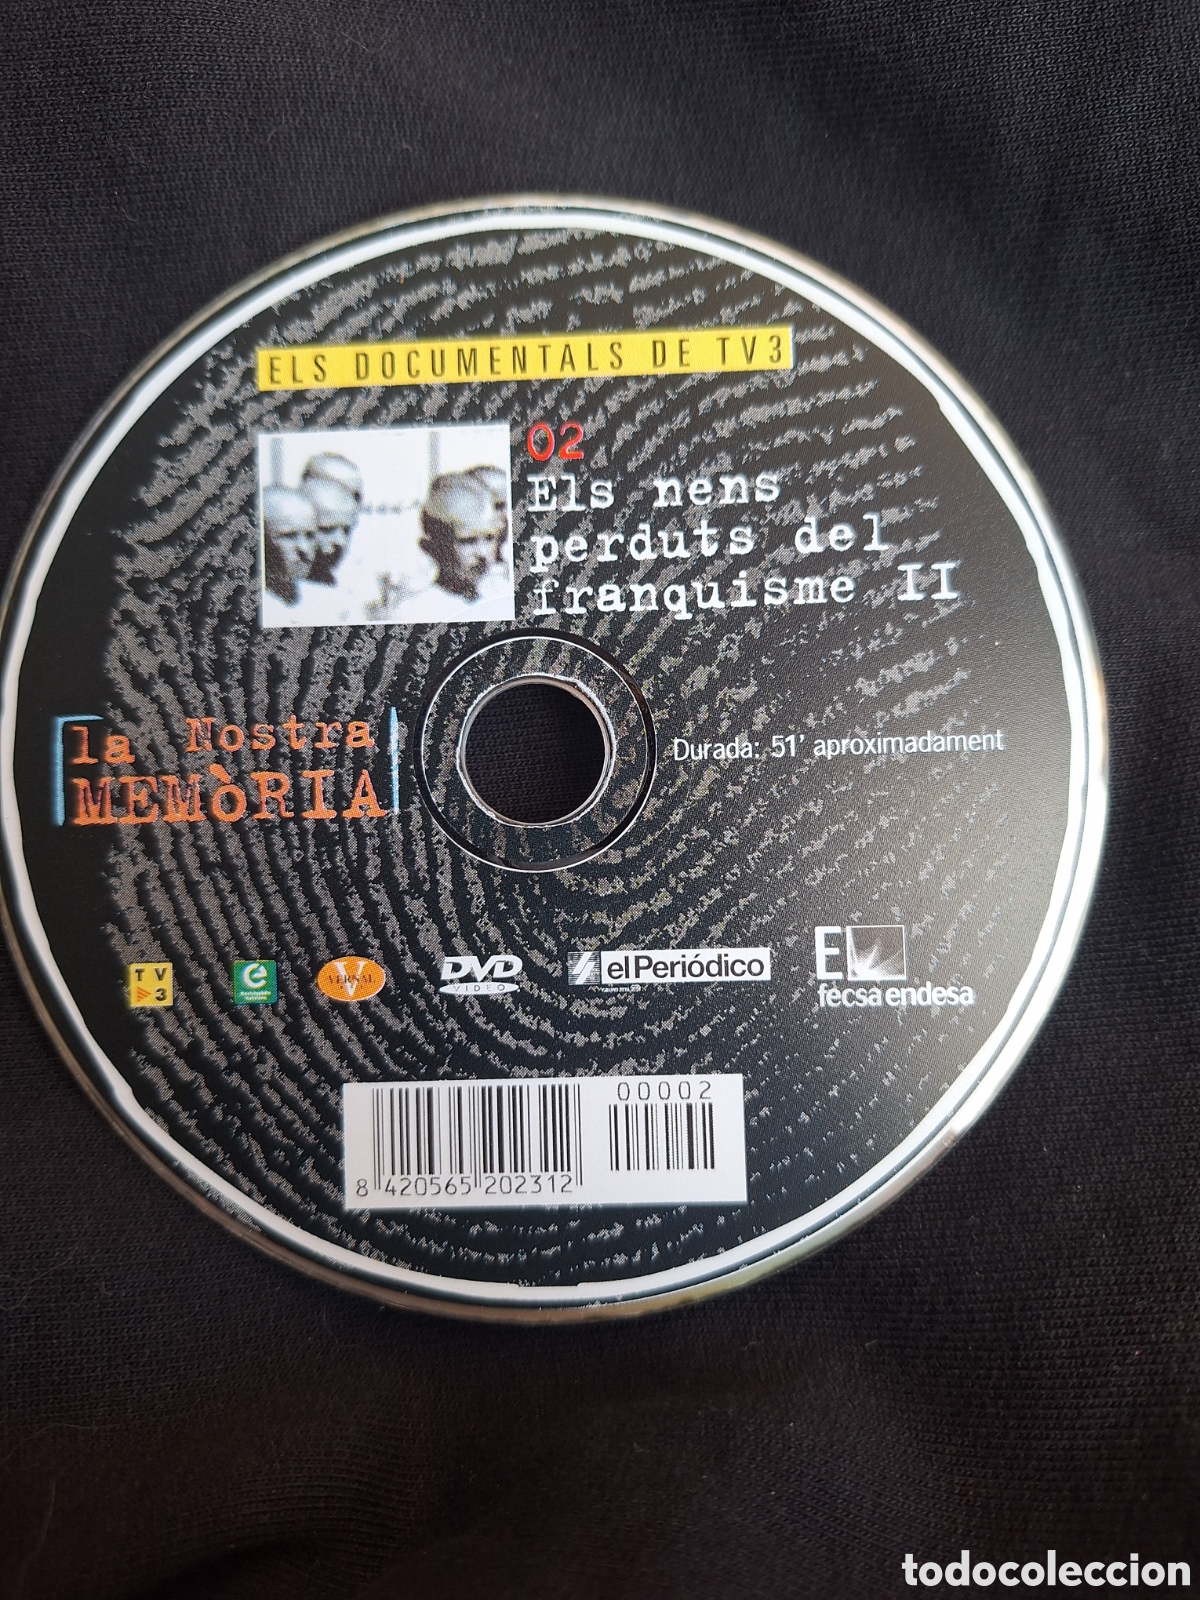 ELS DOCUMENTALS DE TV3
02
Els nens
perduts del
franquisme II
la Nostra
MEMÒRIA
Durada: 51' aproximadament
TV
3
VERNAL
V
DVD
VIDEO
elPeriódico
E
fecsa endesa
00002
8 420565 202312
todocoleccion